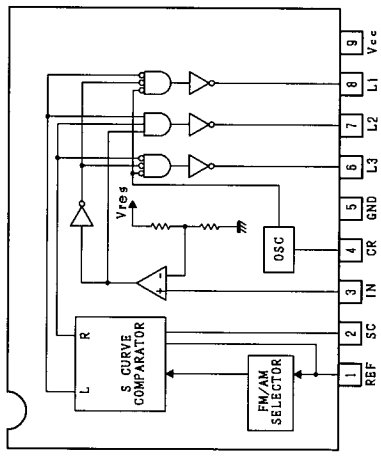 9 Vcc
8 L1
7 L2
6 L3
5 GND
4 CR
3 IN
2 SC
1 REF
Vreg
OSC
+
-
L
R
S CURVE
COMPARATOR
FM/AM
SELECTOR